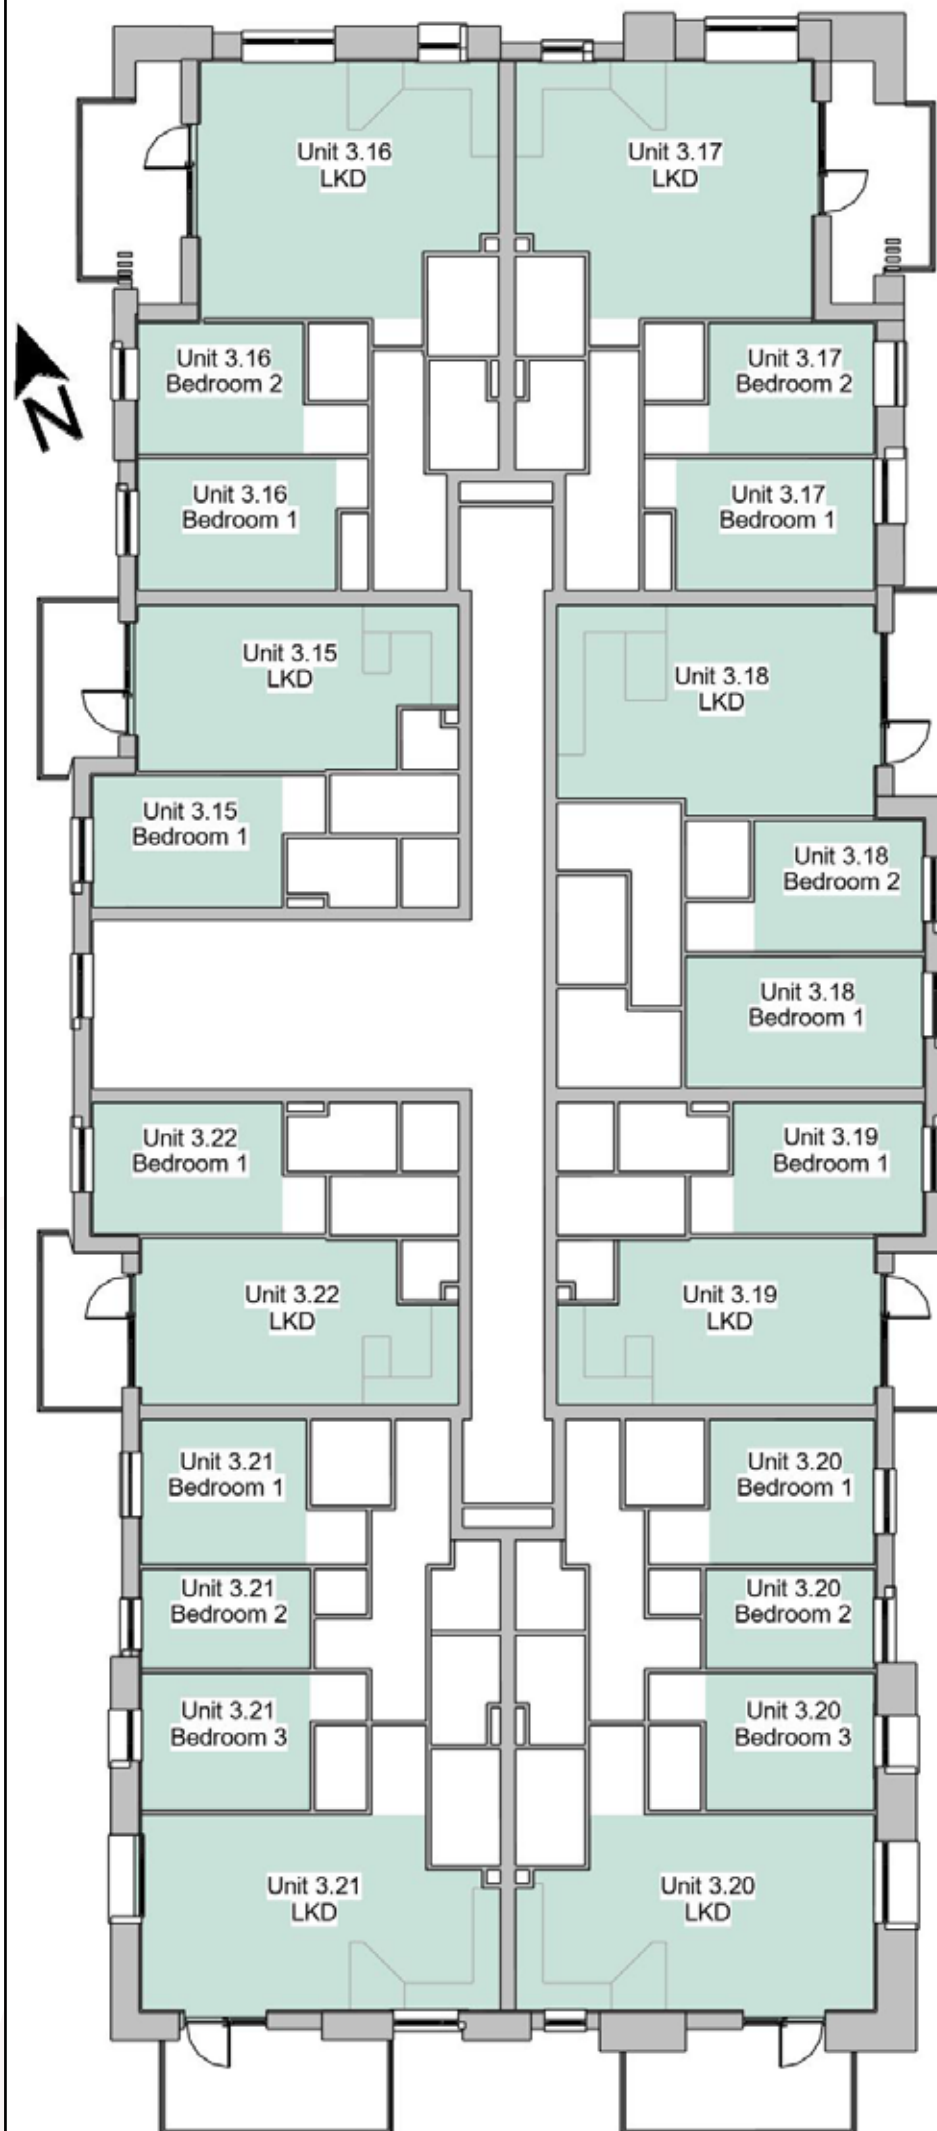 Unit 3.16
LKD
Unit 3.17
LKD
Unit 3.16
Bedroom 2
Unit 3.17
Bedroom 2
N
Unit 3.16
Bedroom 1
Unit 3.17
Bedroom 1
Unit 3.15
LKD
Unit 3.18
LKD
Unit 3.15
Bedroom 1
Unit 3.18
Bedroom 2
Unit 3.18
Bedroom 1
Unit 3.22
Bedroom 1
Unit 3.19
Bedroom 1
Unit 3.22
LKD
Unit 3.19
LKD
Unit 3.21
Bedroom 1
Unit 3.20
Bedroom 1
Unit 3.21
Bedroom 2
Unit 3.20
Bedroom 2
Unit 3.21
Bedroom 3
Unit 3.20
Bedroom 3
Unit 3.21
LKD
Unit 3.20
LKD